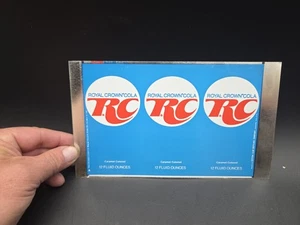 ROYAL CROWN COLA ROYAL CROWN COLA ROYAL CROWN COLA
RC RC RC
12 FLUID OUNCES 12 FLUID OUNCES 12 FLUID OUNCES